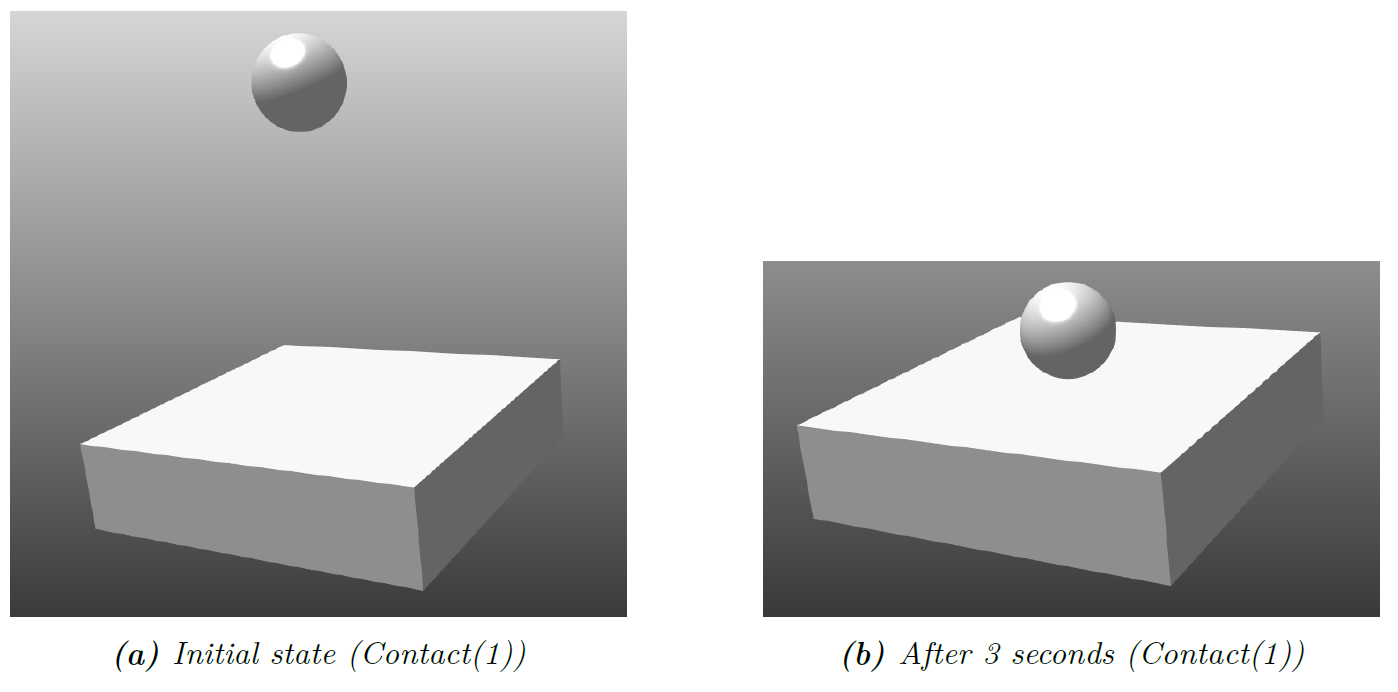 (a) Initial state (Contact(1))
(b) After 3 seconds (Contact(1))